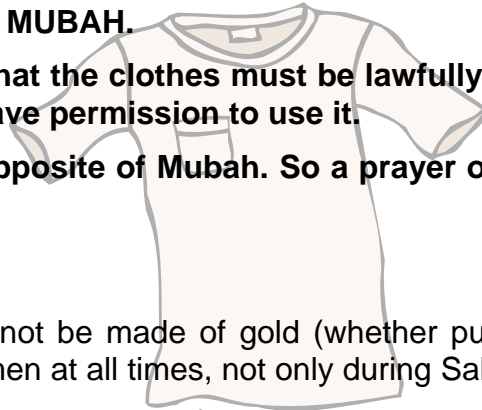 MUBAH.
hat the clothes must be lawfully
ave permission to use it.
pposite of Mubah. So a prayer o
not be made of gold (whether pu
nen at all times, not only during Sal